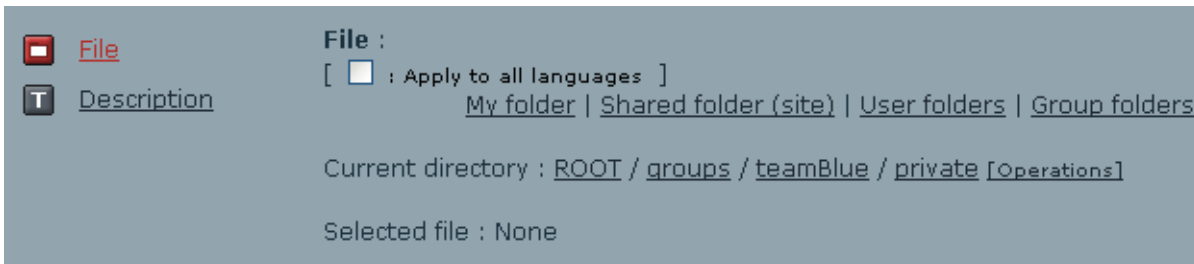 File
Description
File :
[ : Apply to all languages ]
My folder | Shared folder (site) | User folders | Group folders
Current directory : ROOT / groups / teamBlue / private [Operations]
Selected file : None